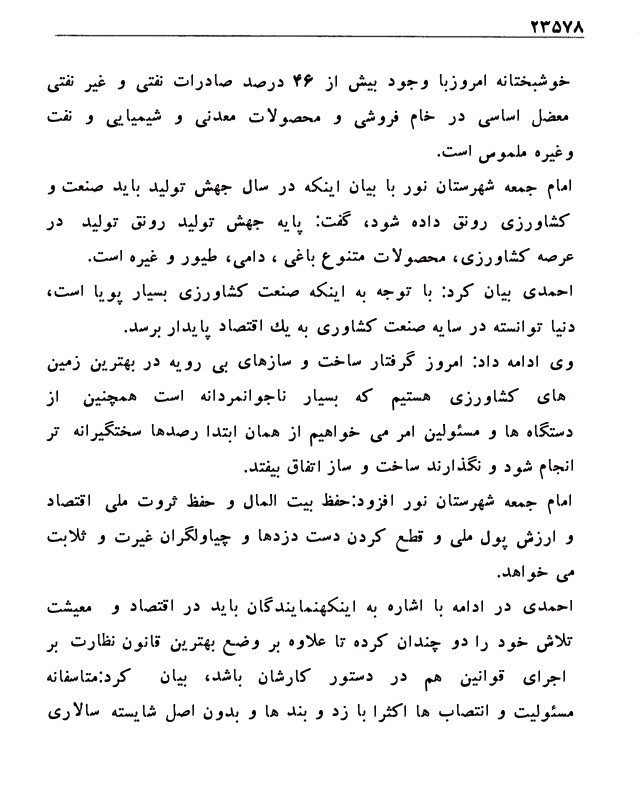 ۲۳۵۷۸
خوشبختانه امروزبا وجود بیش از ۴۶ درصد صادرات نفتی و غیر نفتی
معضل اساسی در خام فروشی و محصولات معدنی و شیمیایی و نفت
وغیره ملموس است.
امام جمعه شهرستان نور با بیان اینکه در سال جهش تولید باید صنعت و
کشاورزی رونق داده شود، گفت: پایه جهش تولید رونق تولید در
عرصه کشاورزی، محصولات متنوع باغی ، دامی، طیور و غیره است.
احمدی بیان کرد: با توجه به اینکه صنعت کشاورزی بسیار پویا است،
دنیا توانسته در سایه صنعت کشاوری به یك اقتصاد پایدار برسد.
وی ادامه داد: امروز گرفتار ساخت و سازهای بی رویه در بهترین زمین
های کشاورزی هستیم که بسیار ناجوانمردانه است همچنین از
دستگاه ها و مسئولین امر می خواهیم از همان ابتدا رصدها سختگیرانه تر
انجام شود و نگذارند ساخت و ساز اتفاق بیفتد.
امام جمعه شهرستان نور افزود:حفظ بیت المال و حفظ ثروت ملی اقتصاد
و ارزش پول ملی و قطع کردن دست دزدها و چیاولگران غیرت و ثلابت
می خواهد.
احمدی در ادامه با اشاره به اینکهنمایندگان باید در اقتصاد و معیشت
تلاش خود را دو چندان کرده تا علاوه بر وضع بهترین قانون نظارت بر
اجرای قوانین هم در دستور کارشان باشد، بیان کرد:متاسفانه
مسئولیت و انتصاب ها اکثرا با زد و بند ها و بدون اصل شایسته سالاری